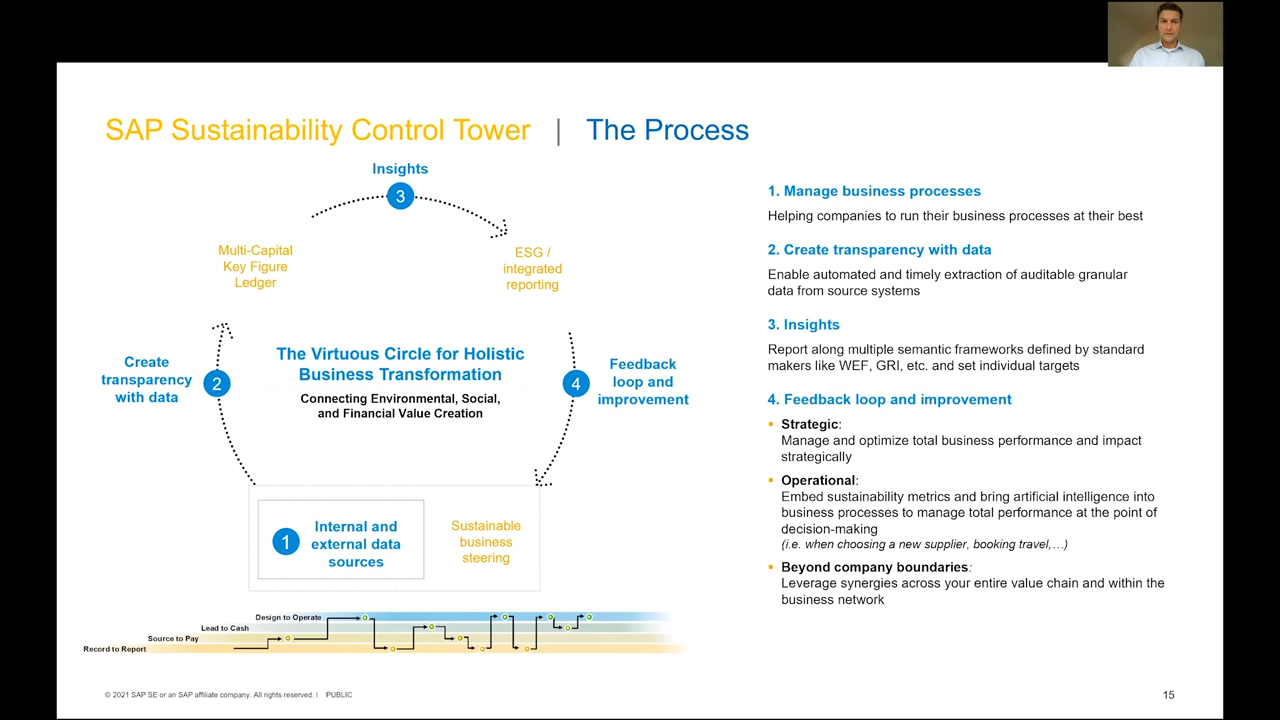 SAP Sustainability Control Tower | The Process
Insights
3
Multi-Capital
Key Figure
Ledger
ESG /
integrated
reporting
Create
transparency
with data
2
The Virtuous Circle for Holistic
Business Transformation
Connecting Environmental, Social,
and Financial Value Creation
4
Feedback
loop and
improvement
1
Internal and
external data
sources
Sustainable
business
steering
Design to Operate
Lead to Cash
Source to Pay
Record to Report
1. Manage business processes
Helping companies to run their business processes at their best
2. Create transparency with data
Enable automated and timely extraction of auditable granular
data from source systems
3. Insights
Report along multiple semantic frameworks defined by standard
makers like WEF, GRI, etc. and set individual targets
4. Feedback loop and improvement
▪ Strategic:
Manage and optimize total business performance and impact
strategically
▪ Operational:
Embed sustainability metrics and bring artificial intelligence into
business processes to manage total performance at the point of
decision-making
(i.e. when choosing a new supplier, booking travel,…)
▪ Beyond company boundaries:
Leverage synergies across your entire value chain and within the
business network
© 2021 SAP SE or an SAP affiliate company. All rights reserved. | PUBLIC
15